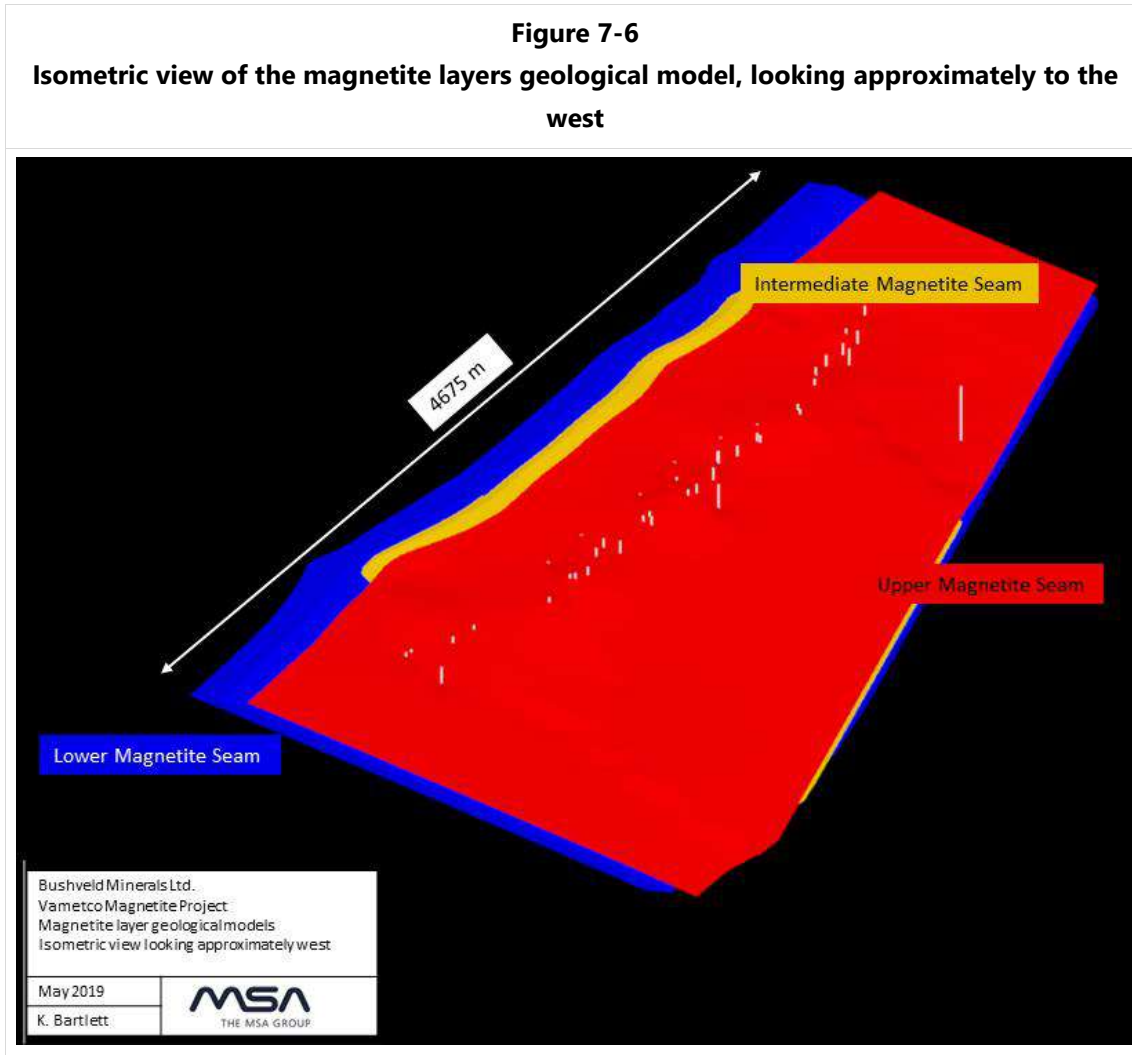 Figure 7-6
Isometric view of the magnetite layers geological model, looking approximately to the
west
Intermediate Magnetite Seam
4675 m
Upper Magnetite Seam
Lower Magnetite Seam
Bushveld Minerals Ltd.
Vametco Magnetite Project
Magnetite layer geological models
Isometric view looking approximately west
May 2019
K. Bartlett
MSA
THE MSA GROUP